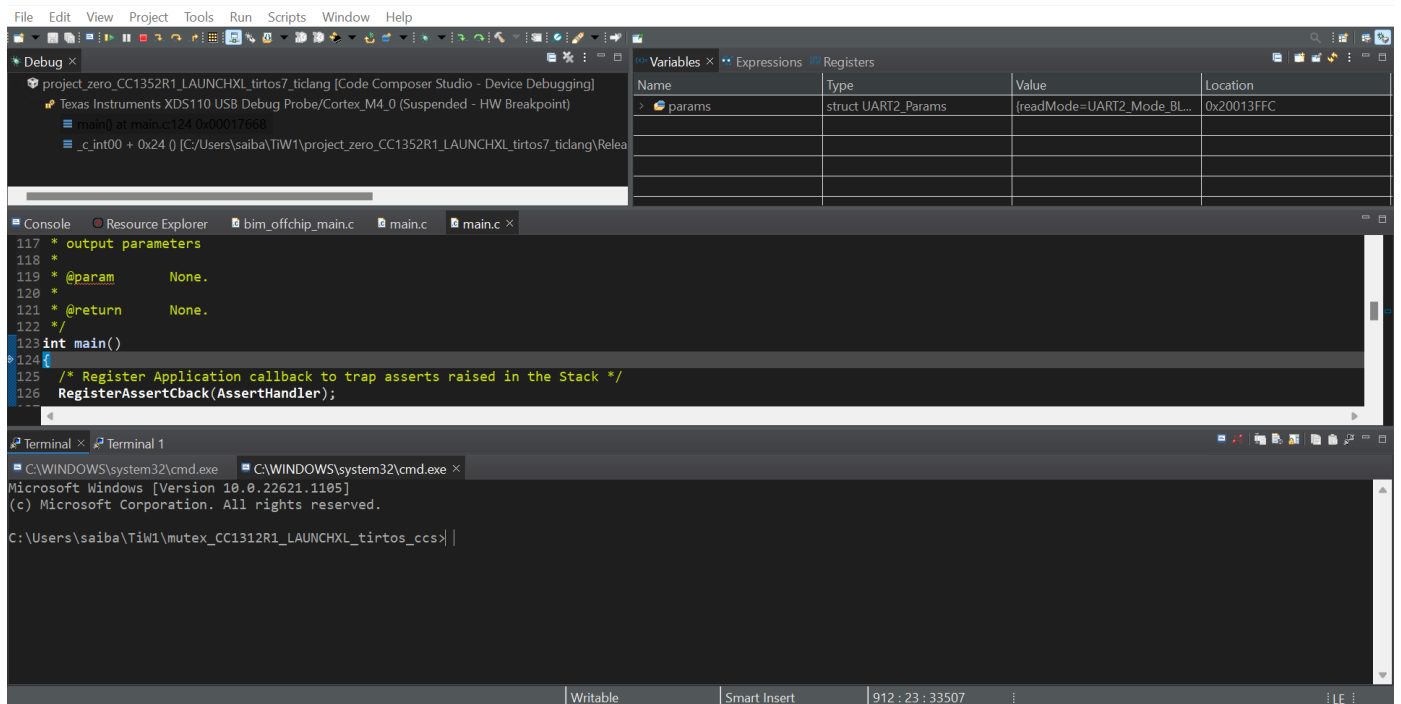 File Edit View Project Tools Run Scripts Window Help
Debug
project_zero_CC1352R1_LAUNCHXL_tirtos7_ticlang [Code Composer Studio - Device Debugging]
Texas Instruments XDS110 USB Debug Probe/Cortex_M4_0 (Suspended - HW Breakpoint)
main() at main.c:124 0x00017668
_c_int00 + 0x24 () [C:/Users/saiba/TiW1\project_zero_CC1352R1_LAUNCHXL_tirtos7_ticlang\Relea
Variables Expressions Registers
Name Type Value Location
params struct UART2_Params {readMode=UART2_Mode_BL... 0x20013FFC
Console Resource Explorer bim_offchip_main.c main.c main.c
117 * output parameters
118 *
119 * @param None.
120 *
121 * @return None.
122 */
123 int main()
124 {
125 /* Register Application callback to trap asserts raised in the Stack */
126 RegisterAssertCback(AssertHandler);
Terminal Terminal 1
C:\WINDOWS\system32\cmd.exe C:\WINDOWS\system32\cmd.exe
Microsoft Windows [Version 10.0.22621.1105]
(c) Microsoft Corporation. All rights reserved.
C:\Users\saiba\TiW1\mutex_CC1312R1_LAUNCHXL_tirtos_ccs>
Writable Smart Insert 912 : 23 : 33507 LE